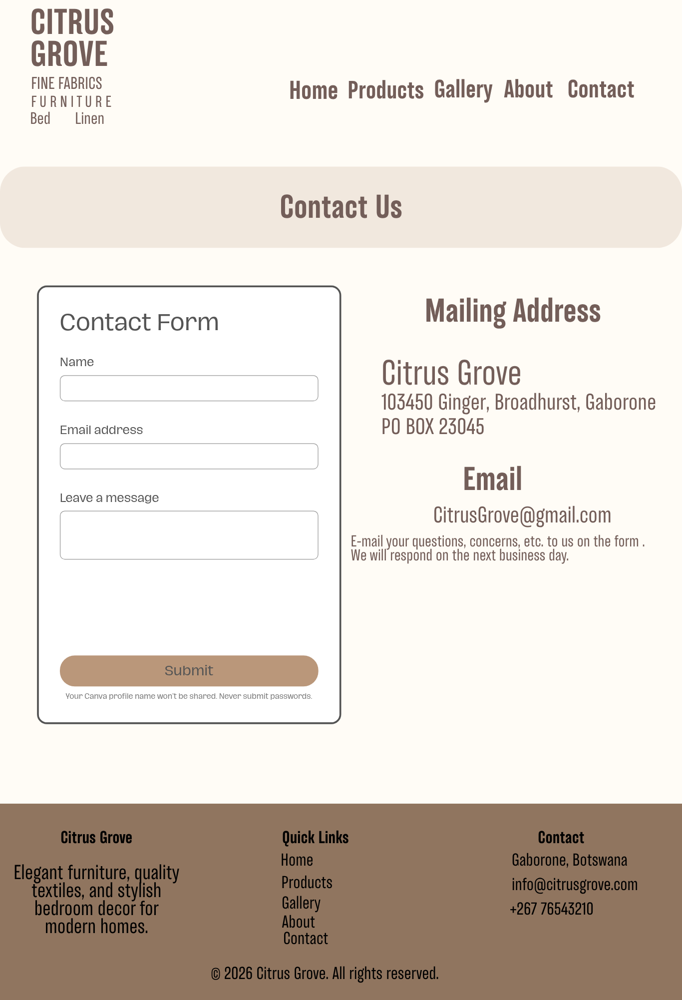 CITRUS
GROVE
FINE FABRICS
FURNITURE
Bed Linen
Home Products Gallery About Contact
Contact Us
Contact Form
Name
Email address
Leave a message
Submit
Your Canva profile name won't be shared. Never submit passwords.
Mailing Address
Citrus Grove
103450 Ginger, Broadhurst, Gaborone
PO BOX 23045
Email
CitrusGrove@gmail.com
E-mail your questions, concerns, etc. to us on the form .
We will respond on the next business day.
Citrus Grove
Elegant furniture, quality
textiles, and stylish
bedroom decor for
modern homes.
Quick Links
Home
Products
Gallery
About
Contact
Contact
Gaborone, Botswana
info@citrusgrove.com
+267 76543210
© 2026 Citrus Grove. All rights reserved.